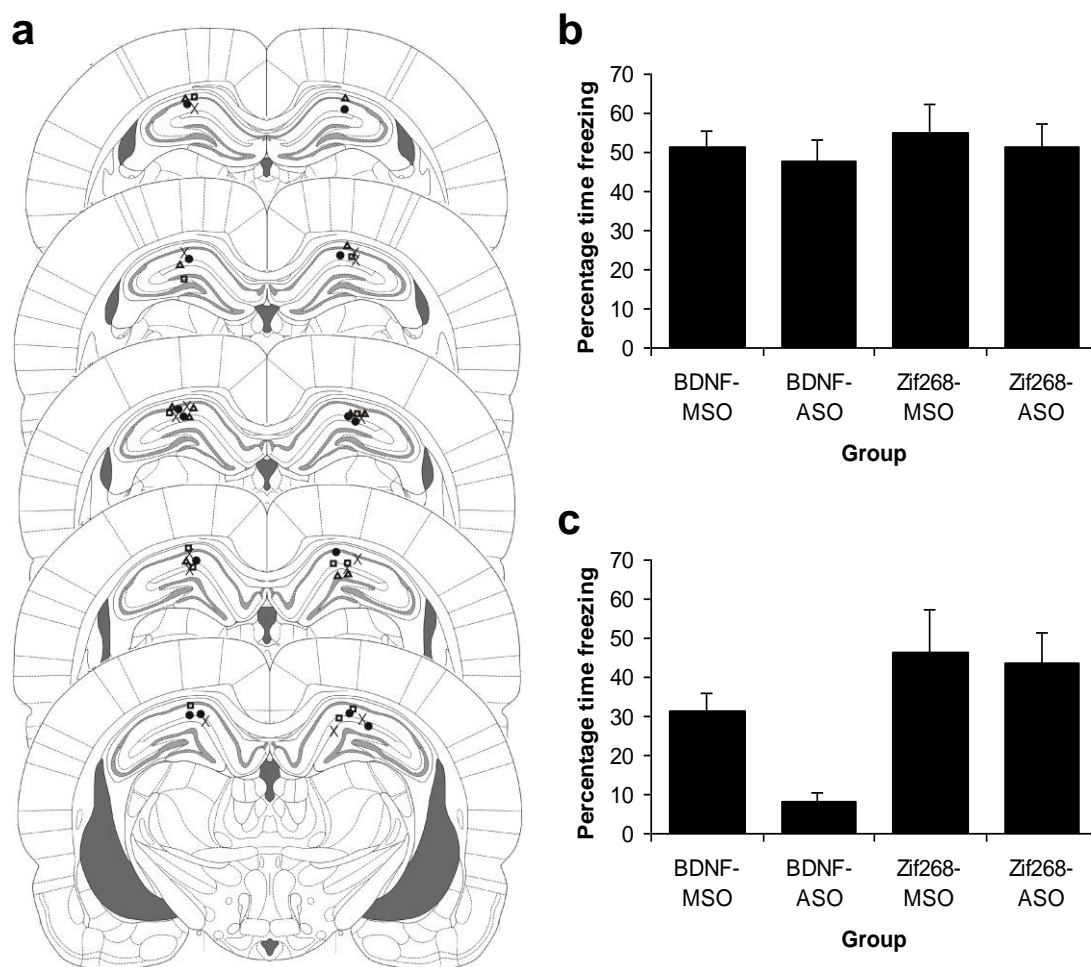 a
b
Percentage time freezing
70
60
50
40
30
20
10
0
BDNF-
MSO
BDNF-
ASO
Zif268-
MSO
Zif268-
ASO
Group
c
Percentage time freezing
70
60
50
40
30
20
10
0
BDNF-
MSO
BDNF-
ASO
Zif268-
MSO
Zif268-
ASO
Group